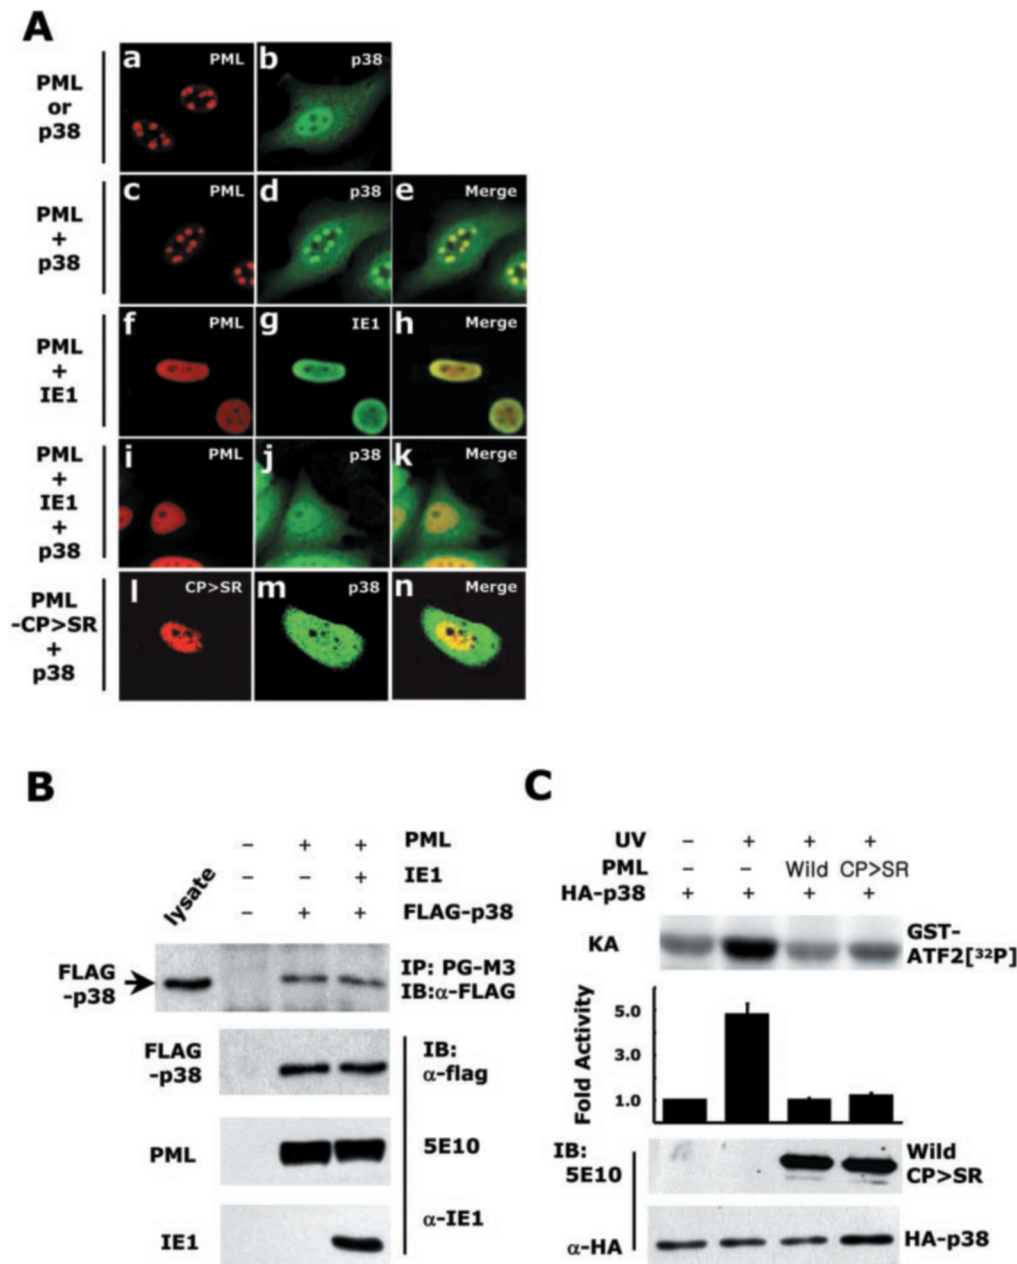 A
PML or p38
a PML
b p38
PML + p38
c PML
d p38
e Merge
PML + IE1
f PML
g IE1
h Merge
PML + IE1 + p38
i PML
j p38
k Merge
PML -CP>SR + p38
l CP>SR
m p38
n Merge
B
– + + PML
– – + IE1
lysate – + + FLAG-p38
FLAG -p38
IP: PG-M3
IB:α-FLAG
FLAG -p38
IB: α-flag
PML
5E10
IE1
α-IE1
C
UV – + + +
PML – – Wild CP>SR
HA-p38 + + + +
KA
GST-ATF2[³²P]
Fold Activity
5.0
3.0
1.0
IB: 5E10
Wild
CP>SR
α-HA
HA-p38